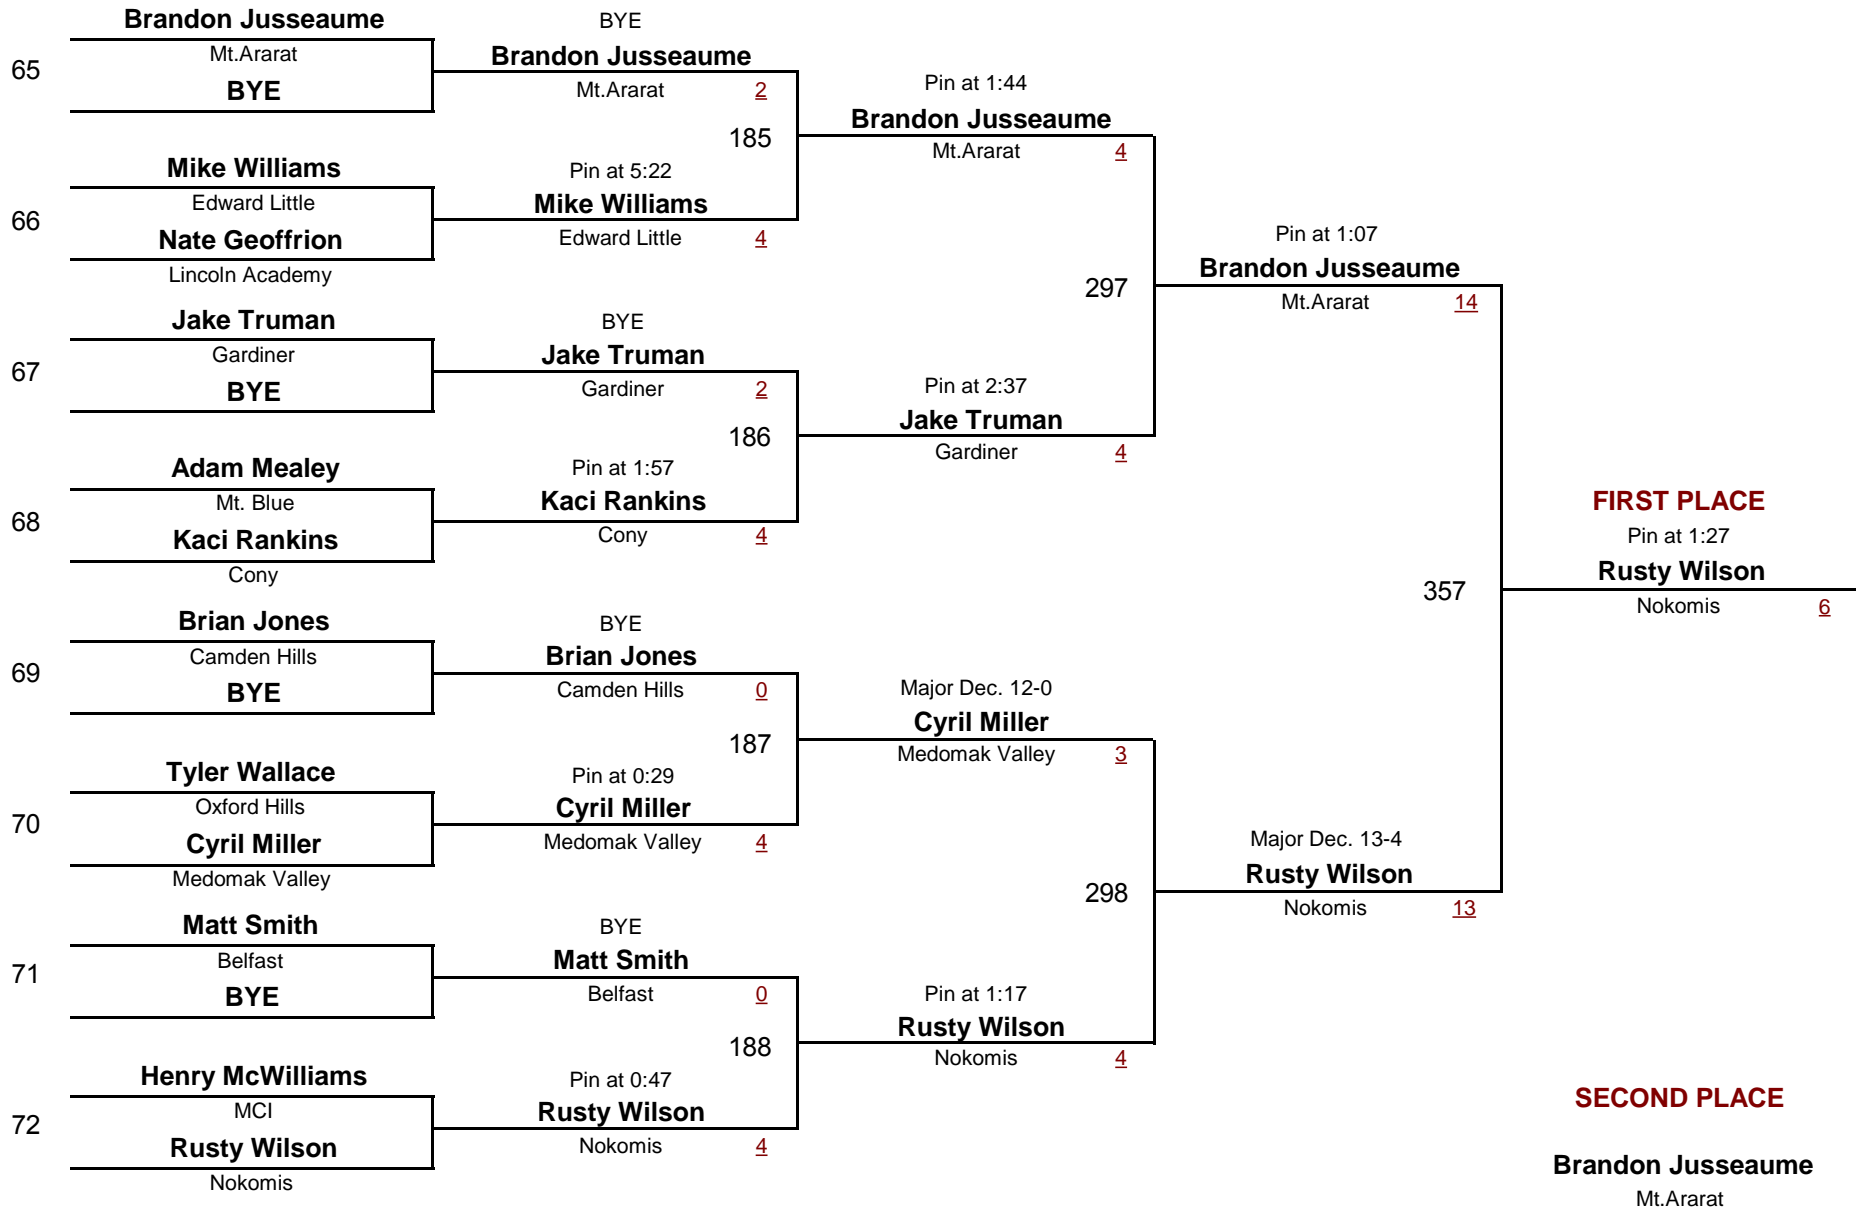 Brandon Jusseaume
65
Mt.Ararat
BYE
66
Mike Williams
Edward Little
Nate Geoffrion
Lincoln Academy
67
Jake Truman
Gardiner
BYE
68
Adam Mealey
Mt. Blue
Kaci Rankins
Cony
69
Brian Jones
Camden Hills
BYE
70
Tyler Wallace
Oxford Hills
Cyril Miller
Medomak Valley
71
Matt Smith
Belfast
BYE
72
Henry McWilliams
MCI
Rusty Wilson
Nokomis
BYE
Brandon Jusseaume
Mt.Ararat 2
185
Pin at 5:22
Mike Williams
Edward Little 4
BYE
Jake Truman
Gardiner 2
186
Pin at 1:57
Kaci Rankins
Cony 4
BYE
Brian Jones
Camden Hills 0
187
Pin at 0:29
Cyril Miller
Medomak Valley 4
BYE
Matt Smith
Belfast 0
188
Pin at 0:47
Rusty Wilson
Nokomis 4
Pin at 1:44
Brandon Jusseaume
Mt.Ararat 4
297
Pin at 2:37
Jake Truman
Gardiner 4
Major Dec. 12-0
Cyril Miller
Medomak Valley 3
298
Pin at 1:17
Rusty Wilson
Nokomis 4
Pin at 1:07
Brandon Jusseaume
Mt.Ararat 14
357
Major Dec. 13-4
Rusty Wilson
Nokomis 13
FIRST PLACE
Pin at 1:27
Rusty Wilson
Nokomis 6
SECOND PLACE
Brandon Jusseaume
Mt.Ararat